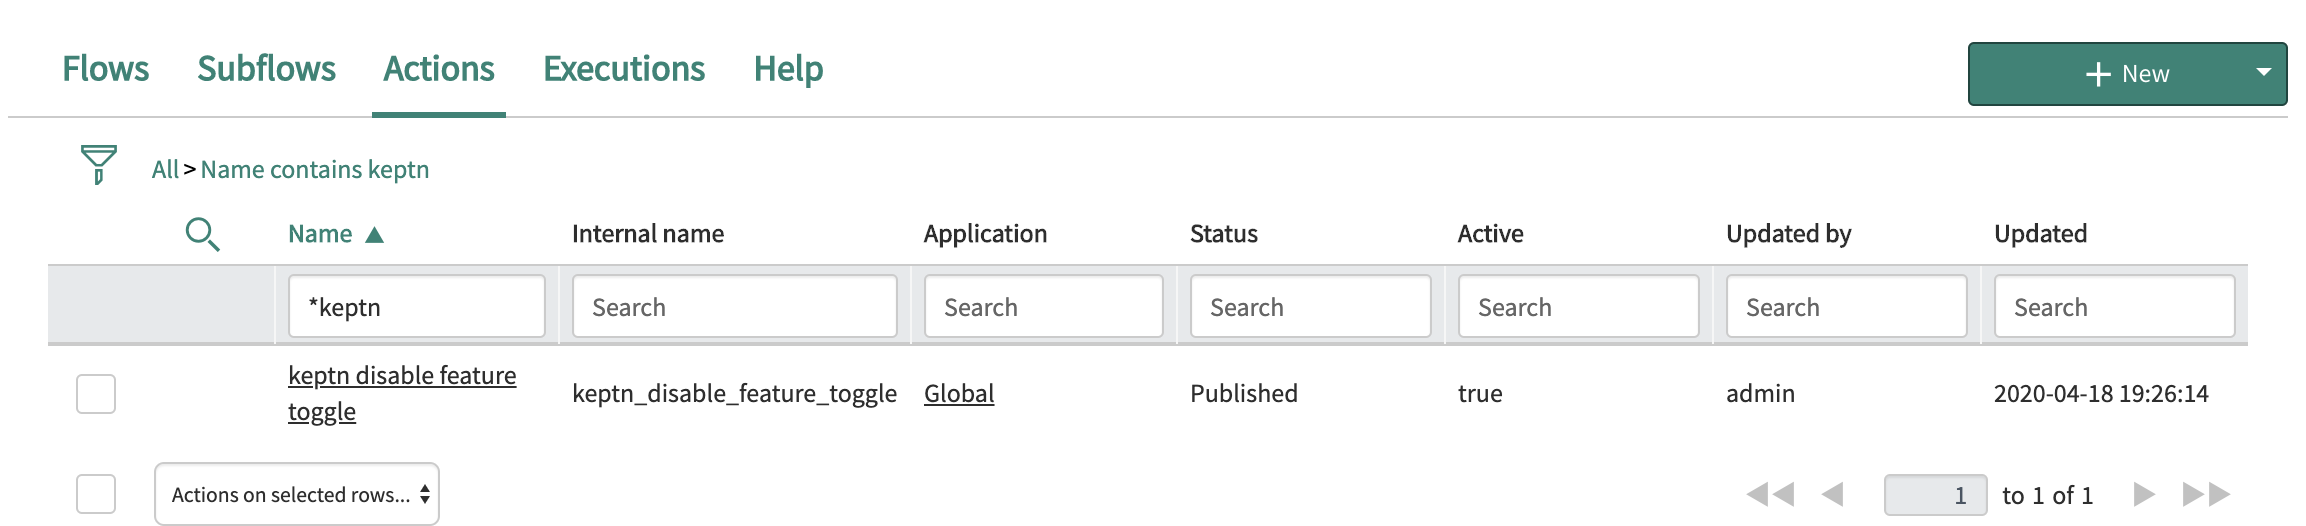 Flows Subflows Actions Executions Help + New
All > Name contains keptn
Name ▲ Internal name Application Status Active Updated by Updated
*keptn Search Search Search Search Search Search
keptn disable feature
toggle keptn_disable_feature_toggle Global Published true admin 2020-04-18 19:26:14
Actions on selected rows... 1 to 1 of 1